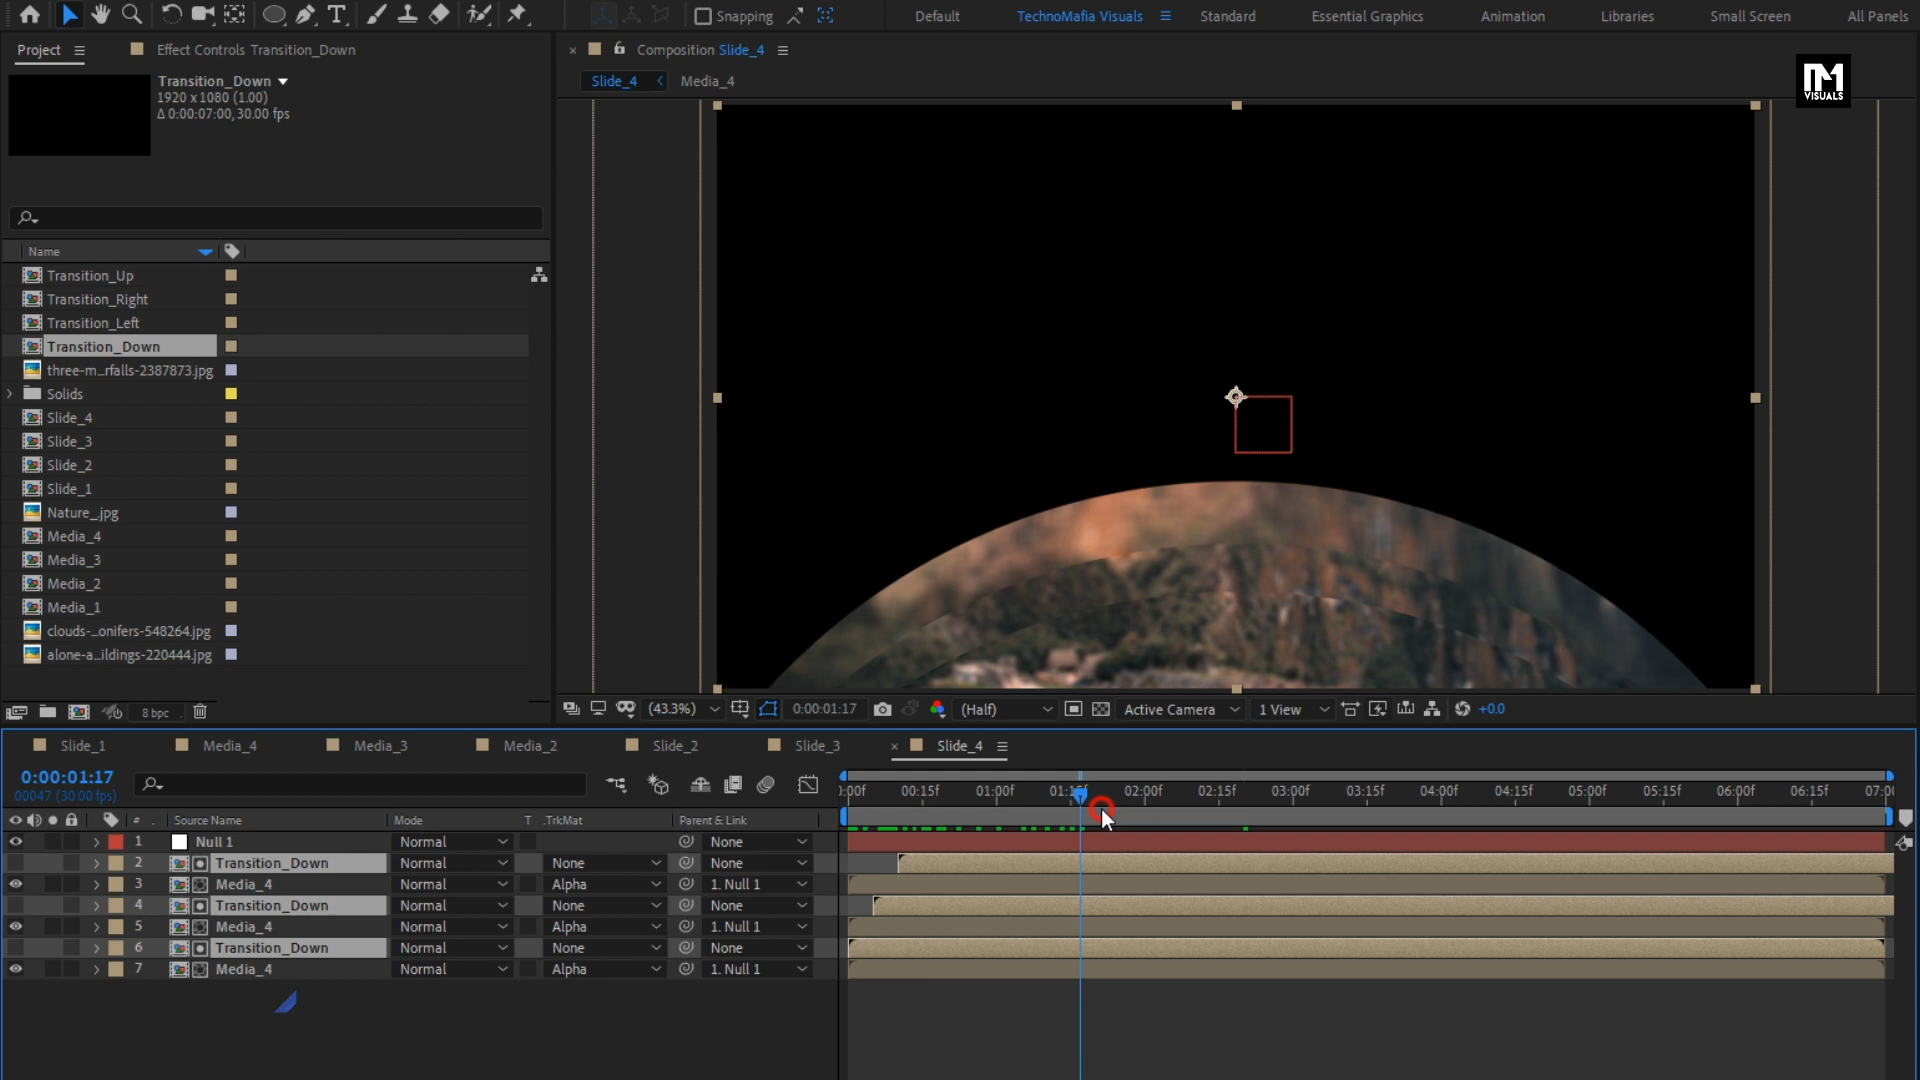 Snapping
Default
TechnoMafia Visuals
Standard
Essential Graphics
Animation
Libraries
Small Screen
All Panels
Project
Effect Controls Transition_Down
Composition Slide_4
Transition_Down
1920 x 1080 (1.00)
Δ 0:00:07:00, 30.00 fps
Slide_4
Media_4
VISUALS
Name
Transition_Up
Transition_Right
Transition_Left
Transition_Down
three-m_rfalls-2387873.jpg
Solids
Slide_4
Slide_3
Slide_2
Slide_1
Nature_.jpg
Media_4
Media_3
Media_2
Media_1
clouds-_onifers-548264.jpg
alone-a_ildings-220444.jpg
8 bpc
(43.3%)
0:00:01:17
(Half)
Active Camera
1 View
+0.0
Slide_1
Media_4
Media_3
Media_2
Slide_2
Slide_3
Slide_4
0:00:01:17
00047 (30.00 fps)
):00f 00:15f 01:00f 01:15f 02:00f 02:15f 03:00f 03:15f 04:00f 04:15f 05:00f 05:15f 06:00f 06:15f 07:0
# Source Name Mode T .TrkMat Parent & Link
1 Null 1 Normal None
2 Transition_Down Normal None None
3 Media_4 Normal Alpha 1. Null 1
4 Transition_Down Normal None None
5 Media_4 Normal Alpha 1. Null 1
6 Transition_Down Normal None None
7 Media_4 Normal Alpha 1. Null 1